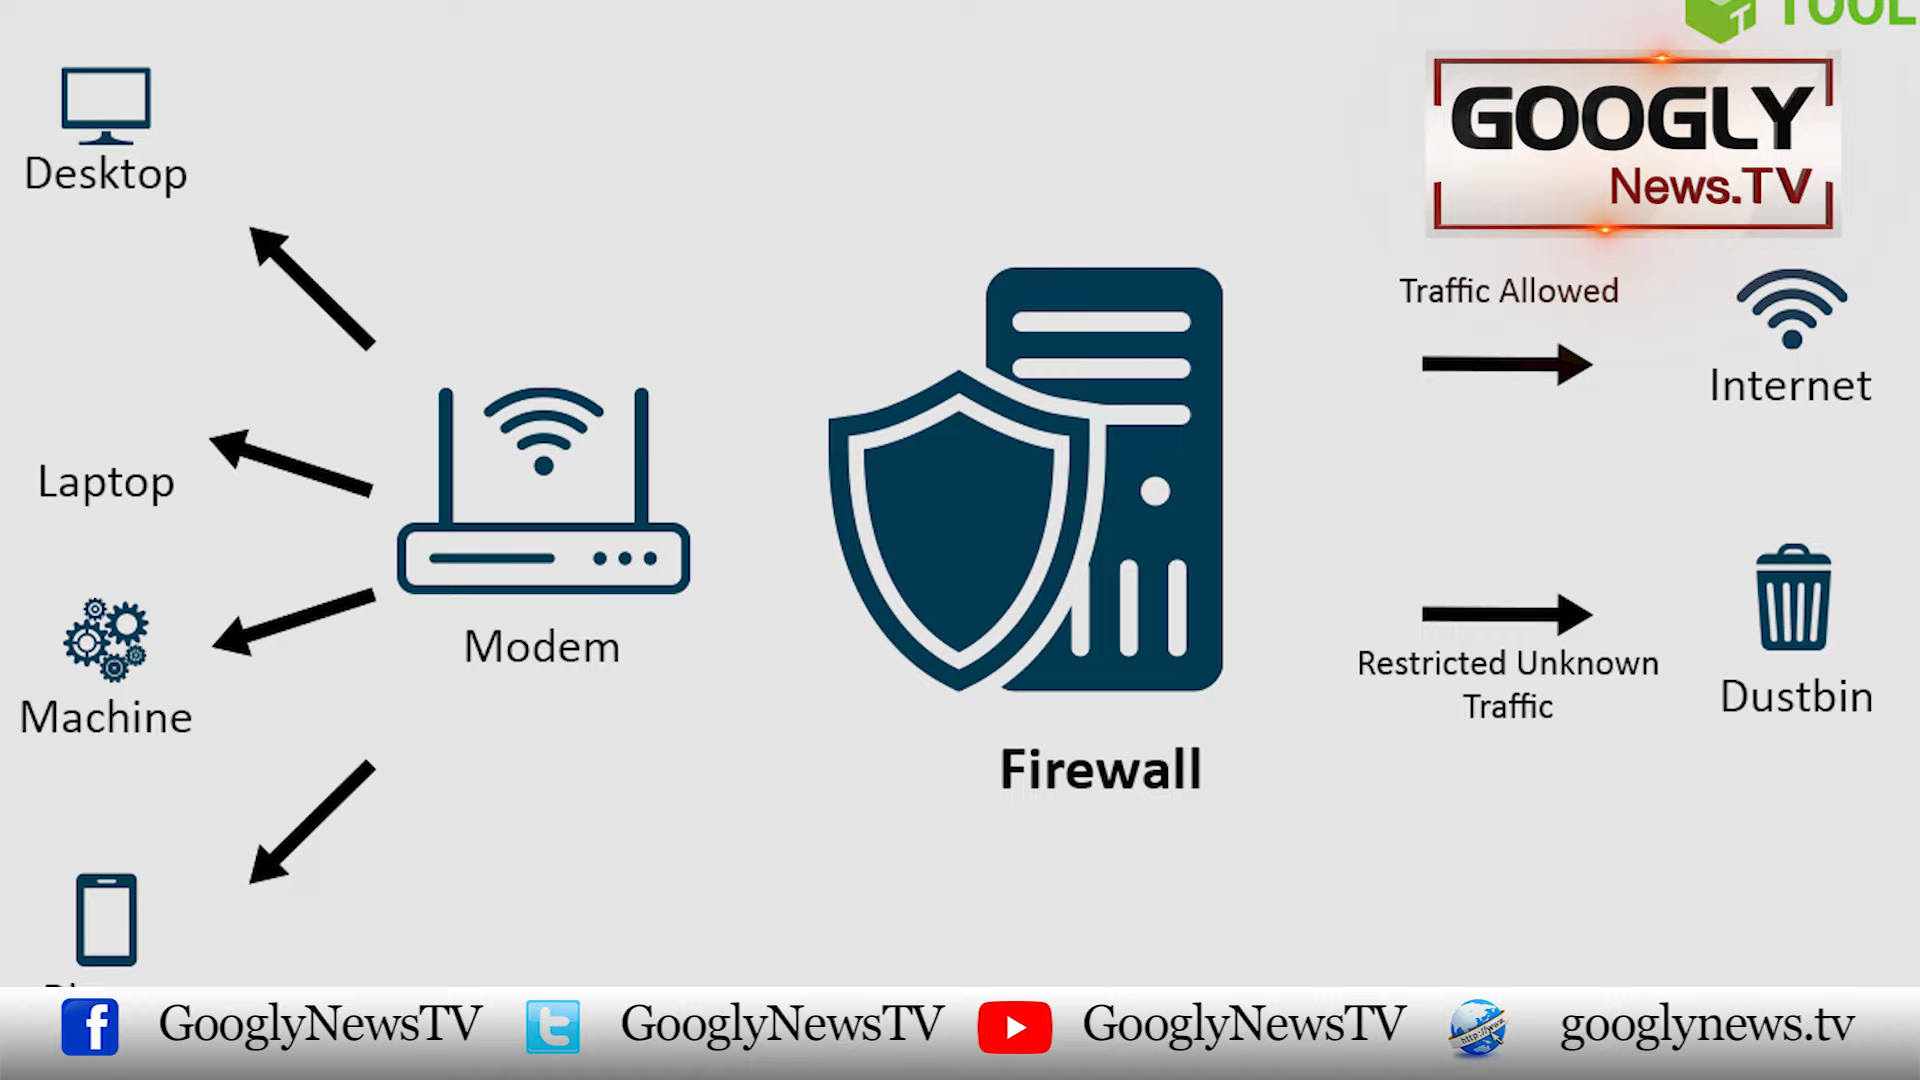 TOOL
GOOGLY
News.TV
Desktop
Traffic Allowed
Internet
Laptop
Modem
Machine
Restricted Unknown
Traffic
Dustbin
Firewall
GooglyNewsTV
GooglyNewsTV
GooglyNewsTV
googlynews.tv